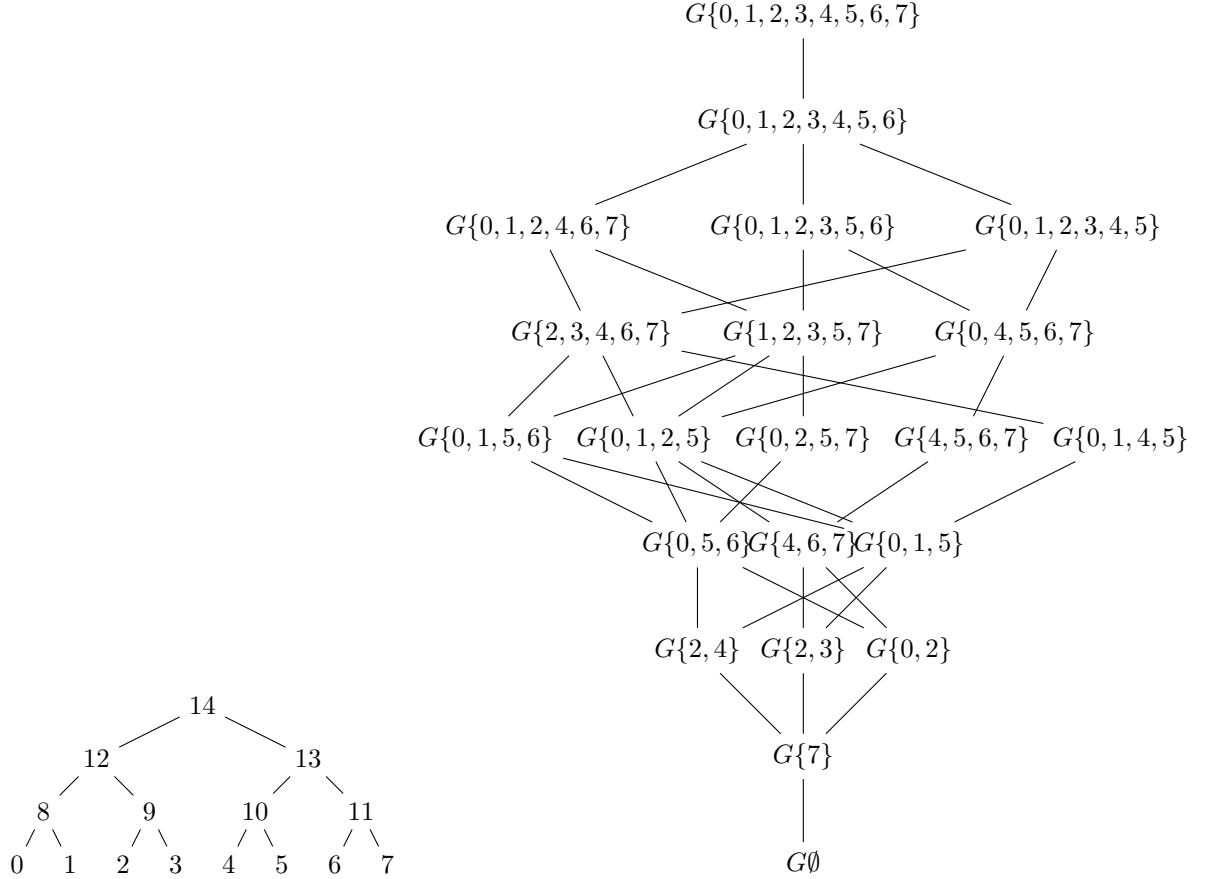 G{0, 1, 2, 3, 4, 5, 6, 7}
G{0, 1, 2, 3, 4, 5, 6}
G{0, 1, 2, 4, 6, 7} G{0, 1, 2, 3, 5, 6} G{0, 1, 2, 3, 4, 5}
G{2, 3, 4, 6, 7} G{1, 2, 3, 5, 7} G{0, 4, 5, 6, 7}
G{0, 1, 5, 6} G{0, 1, 2, 5} G{0, 2, 5, 7} G{4, 5, 6, 7} G{0, 1, 4, 5}
G{0, 5, 6} G{4, 6, 7} G{0, 1, 5}
G{2, 4} G{2, 3} G{0, 2}
G{7}
G∅
14
12 13
8 9 10 11
0 1 2 3 4 5 6 7